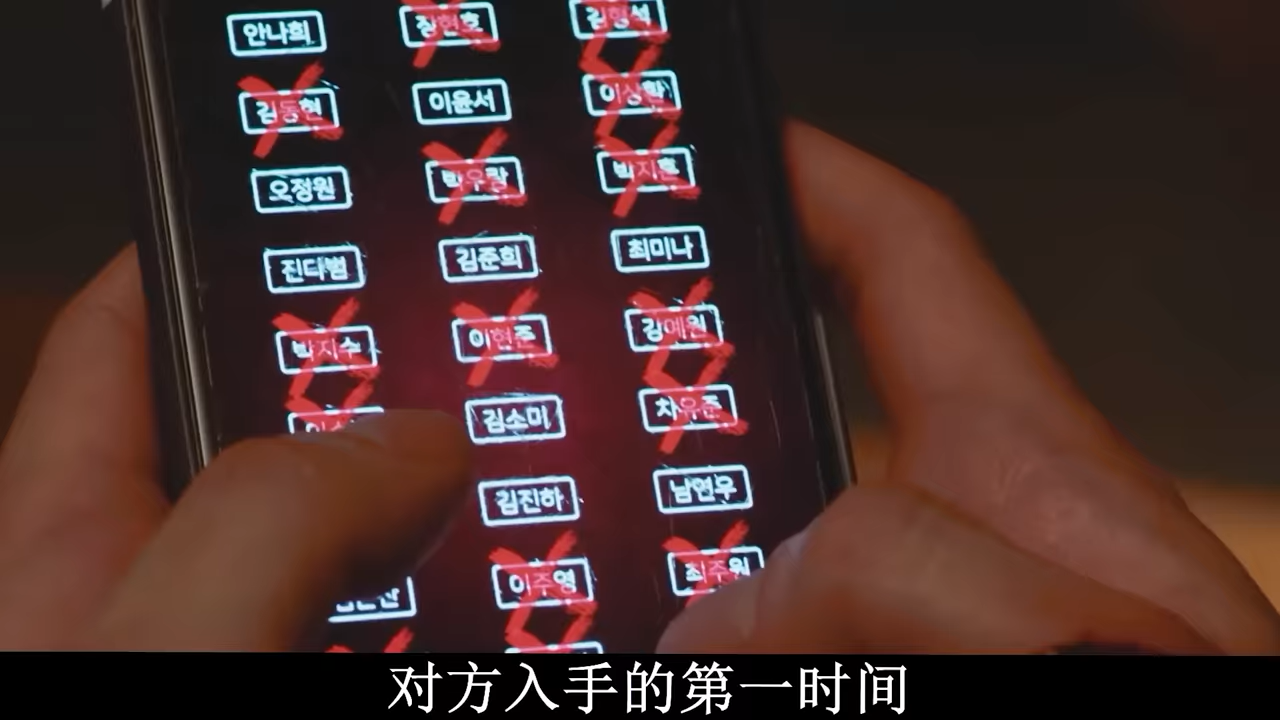 안나희 장현호 김형석
김동현 이윤서 이상환
오정원 박우람 박지훈
진다범 김준희 최미나
박지수 이현준 김예원
김소미 차유준
김진하 남연우
이주영 최주원
对方入手的第一时间